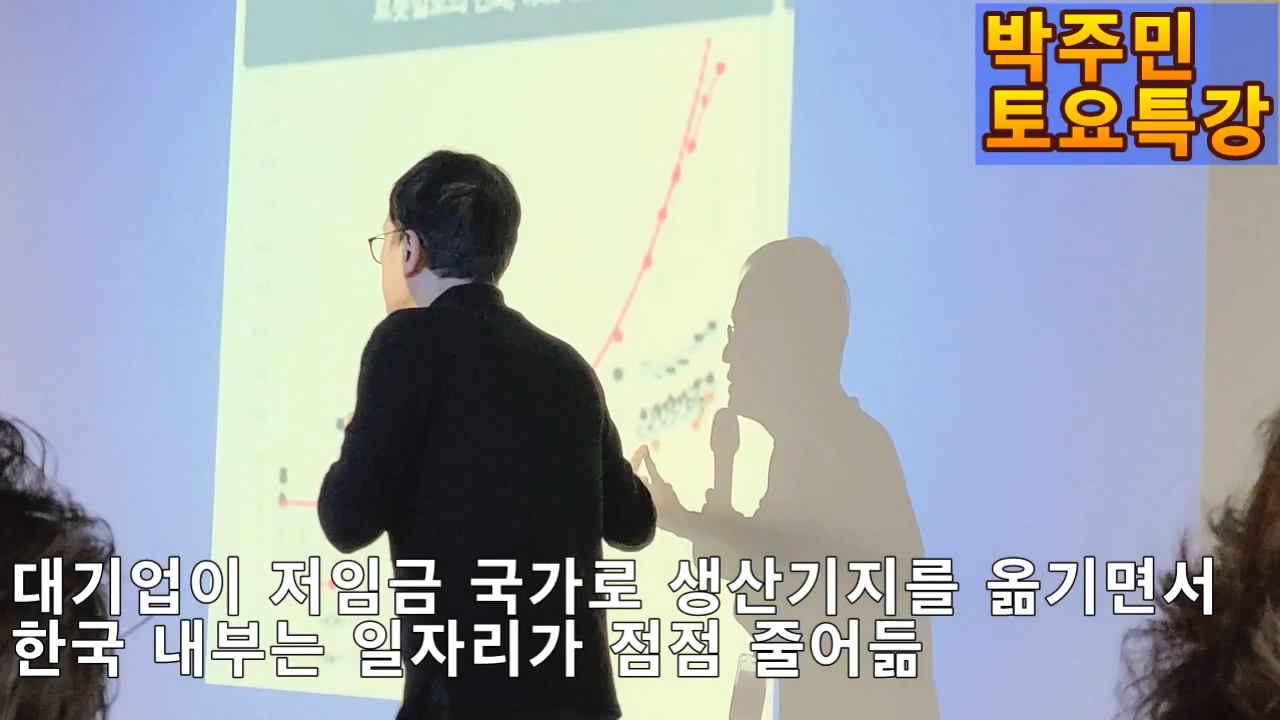 박주민
토요특강
대기업이 저임금 국가로 생산기지를 옮기면서
한국 내부는 일자리가 점점 줄어듦